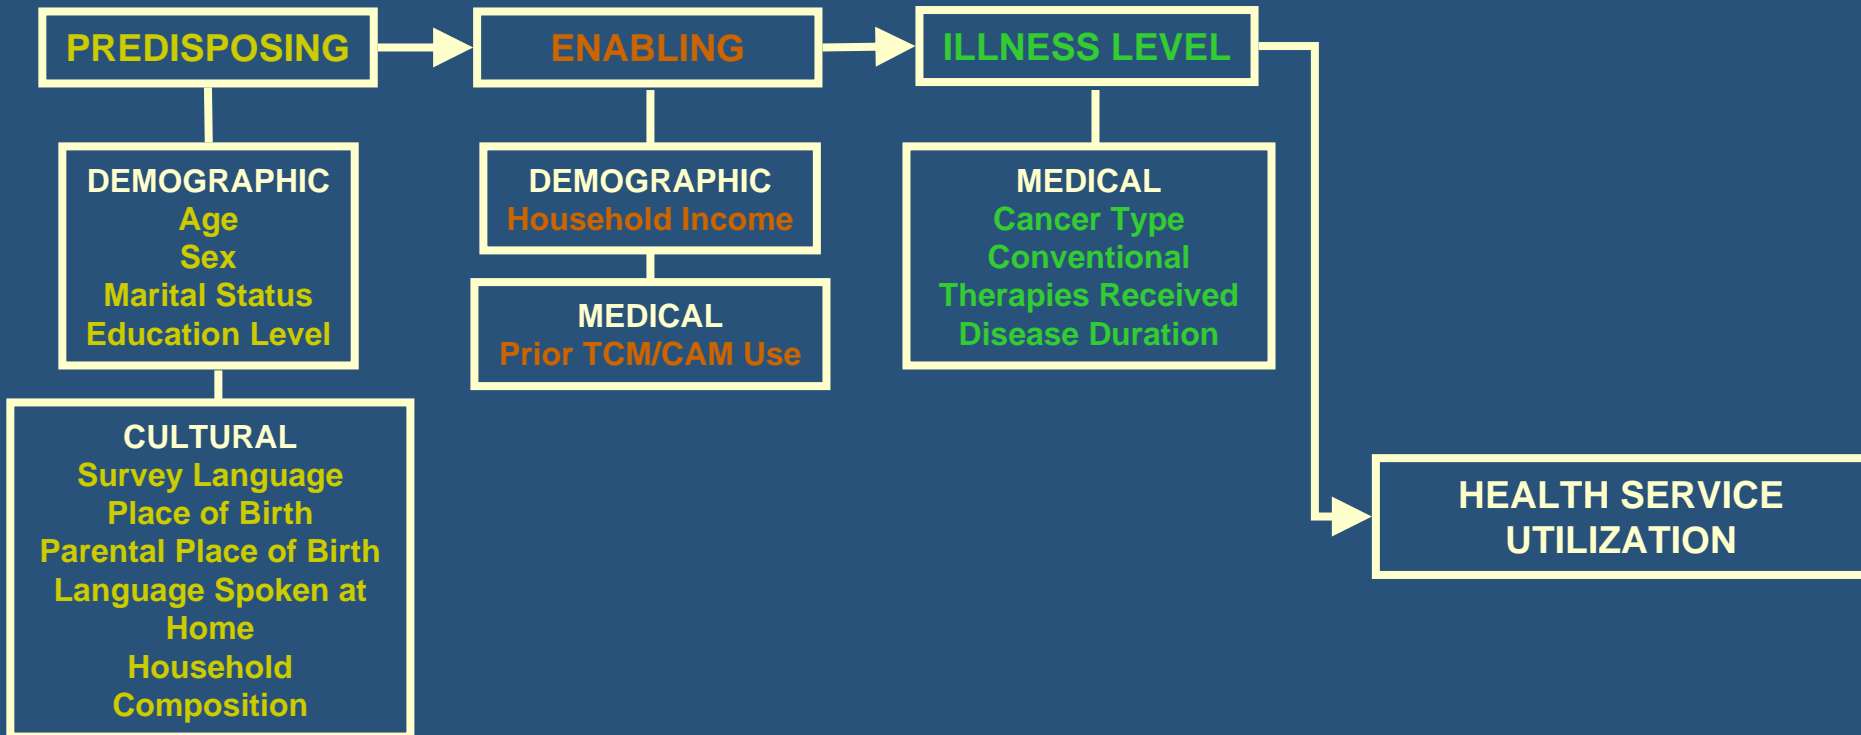 PREDISPOSING
ENABLING
ILLNESS LEVEL
DEMOGRAPHIC
Age
Sex
Marital Status
Education Level
CULTURAL
Survey Language
Place of Birth
Parental Place of Birth
Language Spoken at
Home
Household
Composition
DEMOGRAPHIC
Household Income
MEDICAL
Prior TCM/CAM Use
MEDICAL
Cancer Type
Conventional
Therapies Received
Disease Duration
HEALTH SERVICE
UTILIZATION